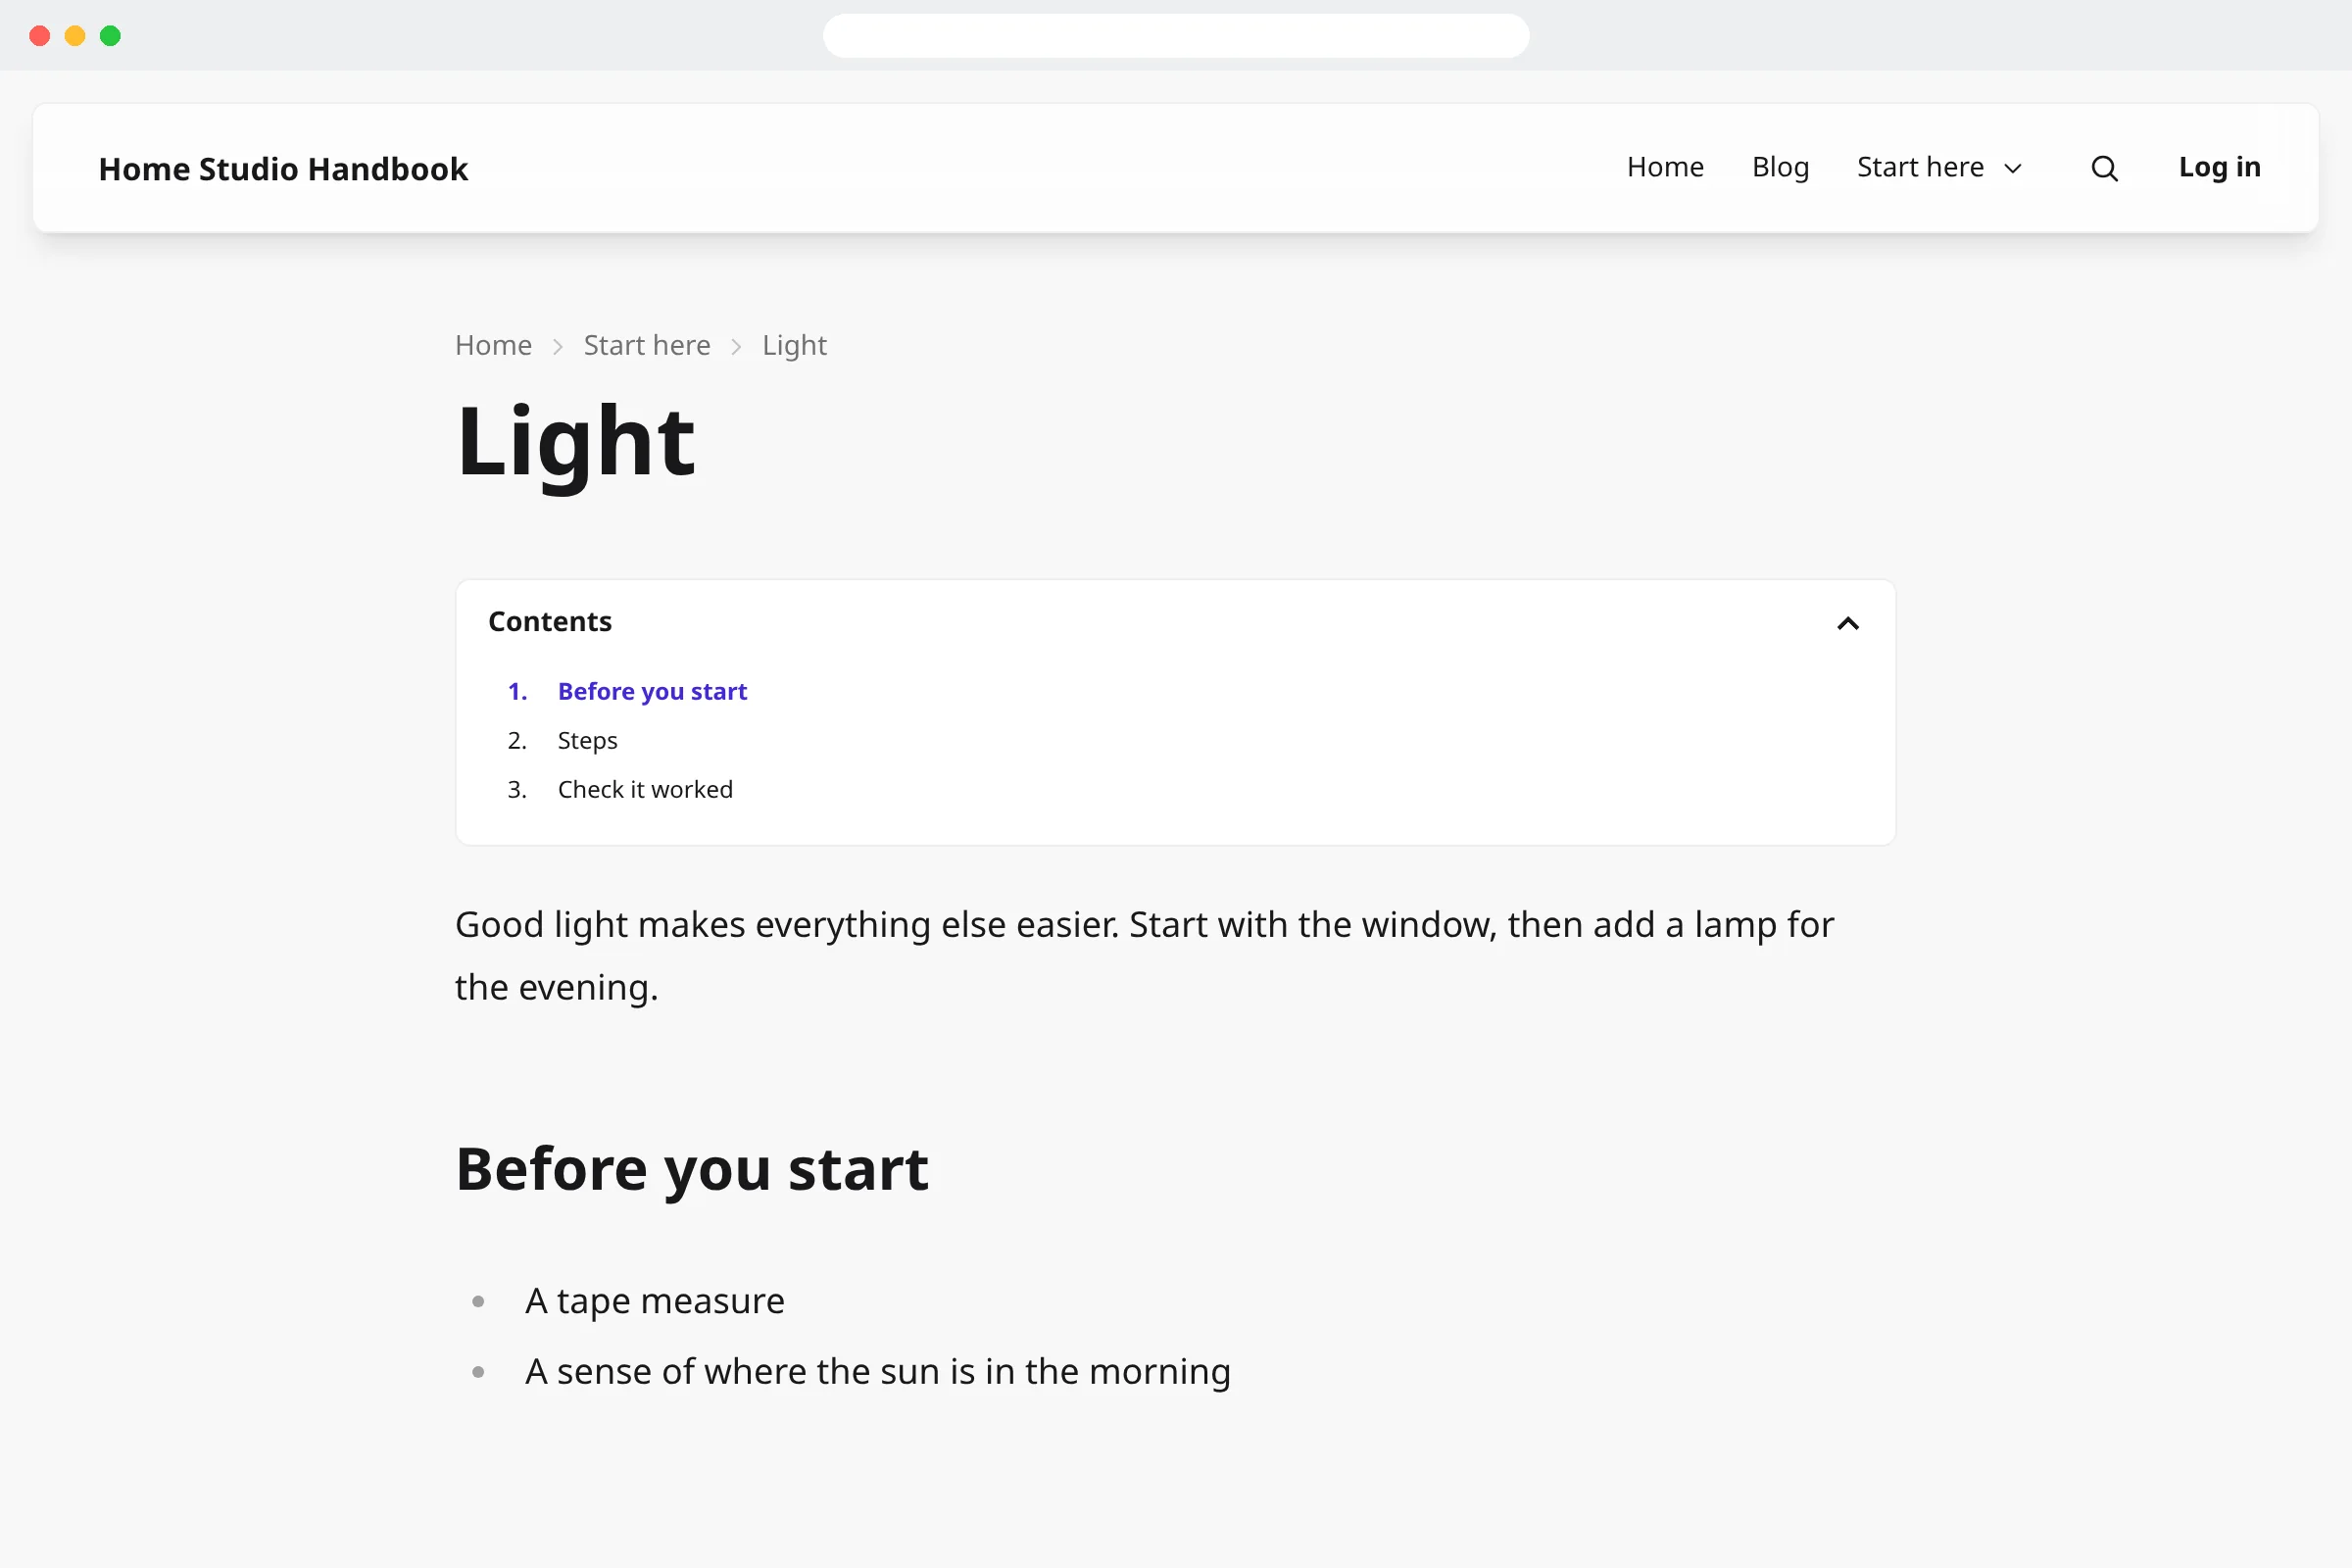 Home Studio Handbook
Home
Blog
Start here
Log in
Home
Start here
Light
Light
Contents
1. Before you start
2. Steps
3. Check it worked
Good light makes everything else easier. Start with the window, then add a lamp for
the evening.
Before you start
A tape measure
A sense of where the sun is in the morning